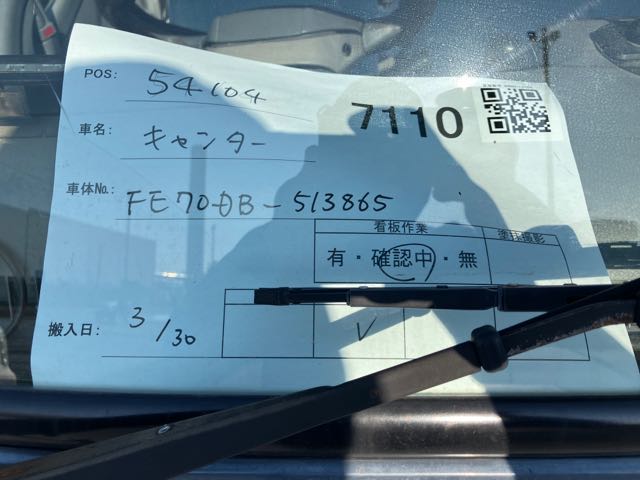 POS: 54104
7110
車名: キャンター
車体No.: FE70DB-513865
看板作業
有・確認中・無
搬入日: 3/30
V